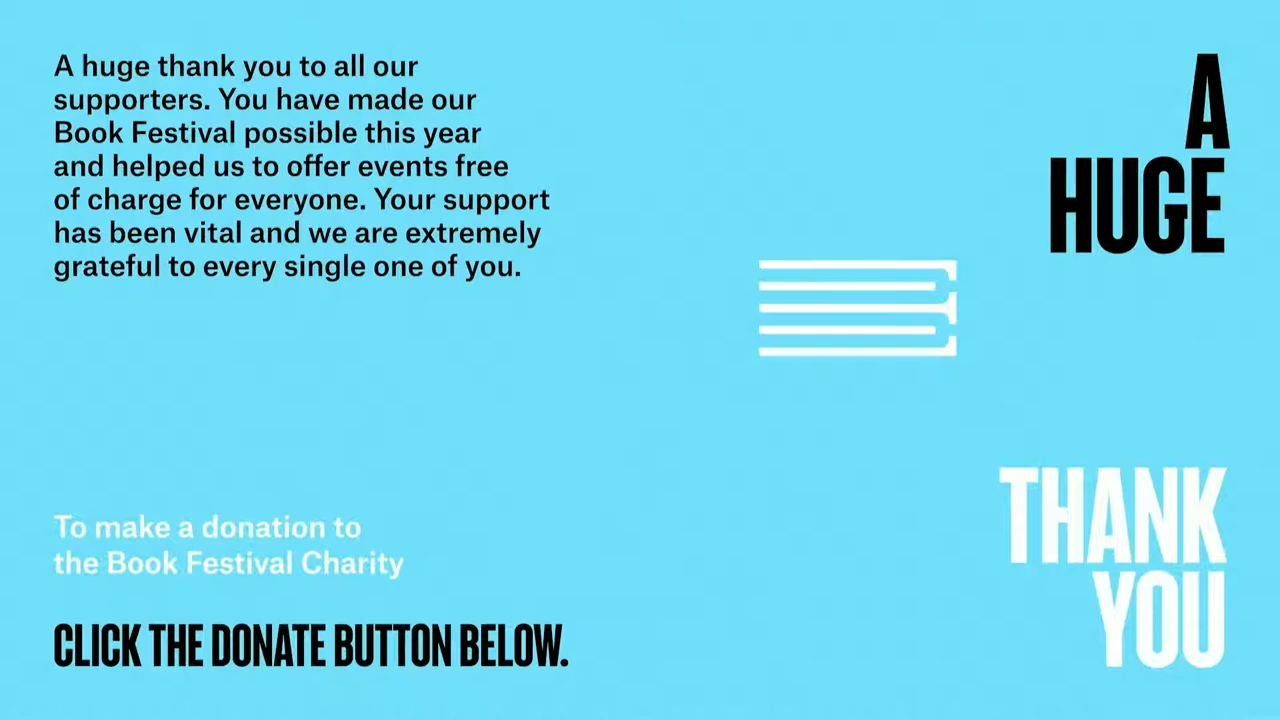 A huge thank you to all our
supporters. You have made our
Book Festival possible this year
and helped us to offer events free
of charge for everyone. Your support
has been vital and we are extremely
grateful to every single one of you.
To make a donation to
the Book Festival Charity
CLICK THE DONATE BUTTON BELOW.
A
HUGE
THANK
YOU